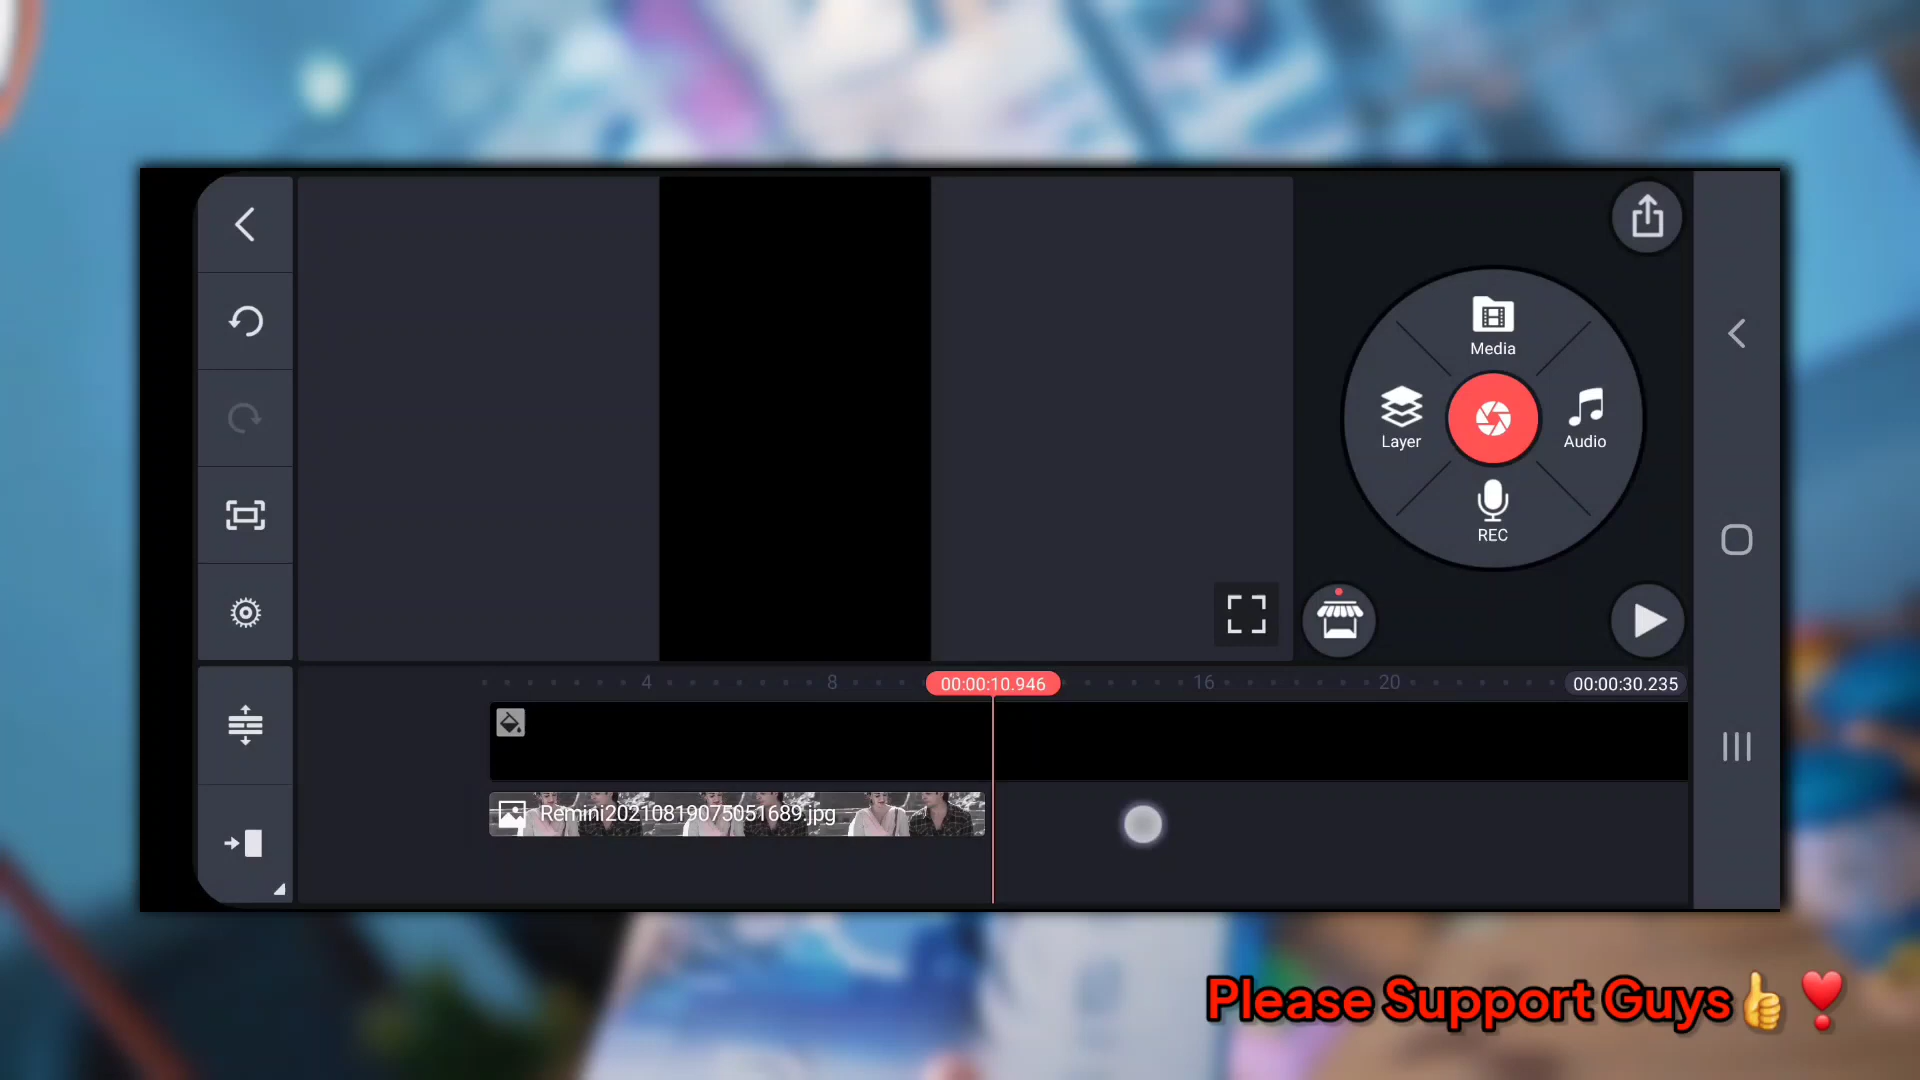 Media
Layer
Audio
REC
4
8
00:00:10.946
16
20
00:00:30.235
Remini20210819075051689.jpg
Please Support Guys👍❣️